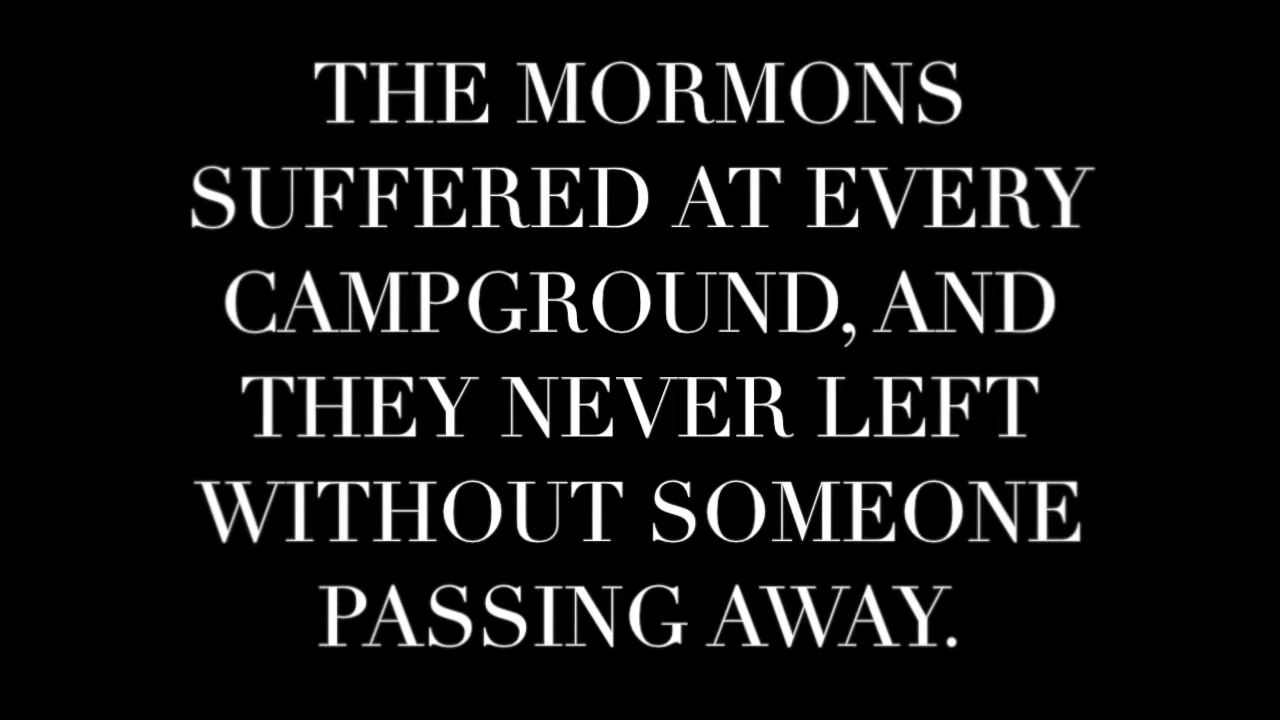 THE MORMONS
SUFFERED AT EVERY
CAMPGROUND, AND
THEY NEVER LEFT
WITHOUT SOMEONE
PASSING AWAY.